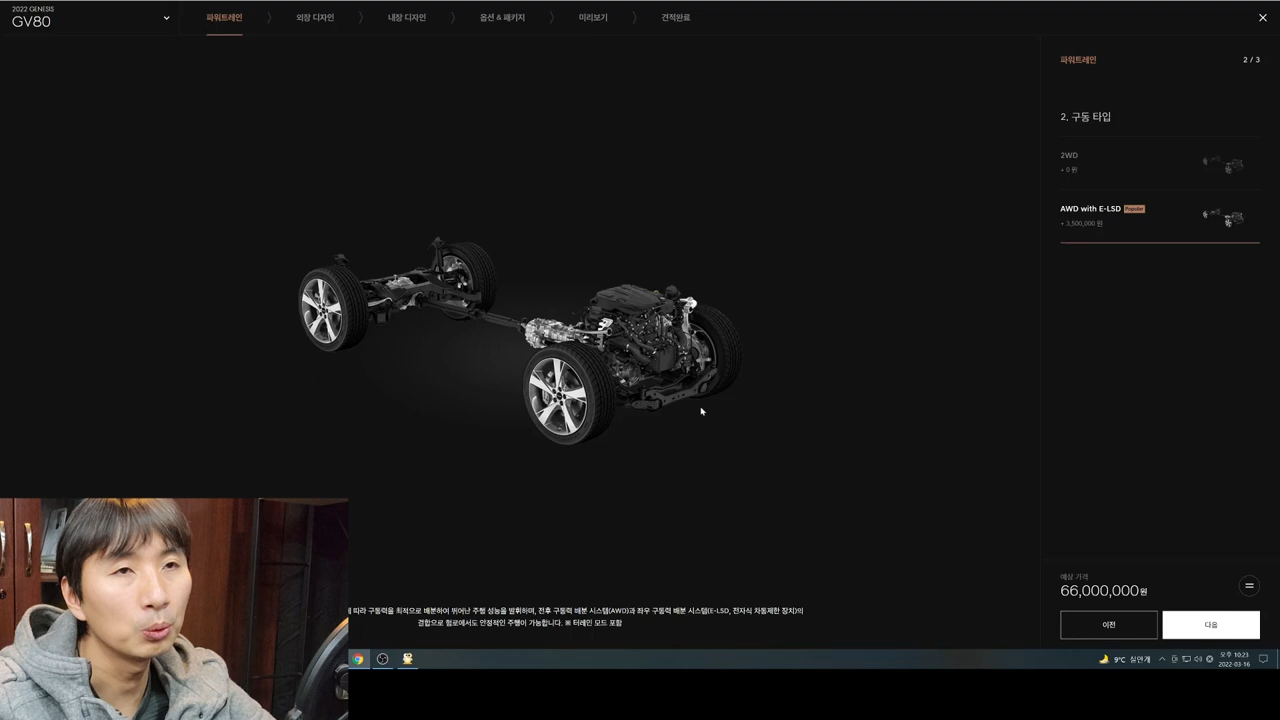 2022 GENESIS
GV80
파워트레인
외장 디자인
내장 디자인
옵션 & 패키지
미리보기
견적완료
파워트레인
2 / 3
2. 구동 타입
2WD
+ 0 원
AWD with E-LSD Popular
+ 3,500,000 원
따라 구동력을 최적으로 배분하여 뛰어난 주행 성능을 발휘하며, 전후 구동력 배분 시스템(AWD)과 좌우 구동력 배분 시스템(E-LSD, 전자식 차동제한 장치)의
결합으로 험로에서도 안정적인 주행이 가능합니다. ※ 터레인 모드 포함
예상 가격
66,000,000원
이전
다음
9°C 실안개
오후 10:23
2022-03-16